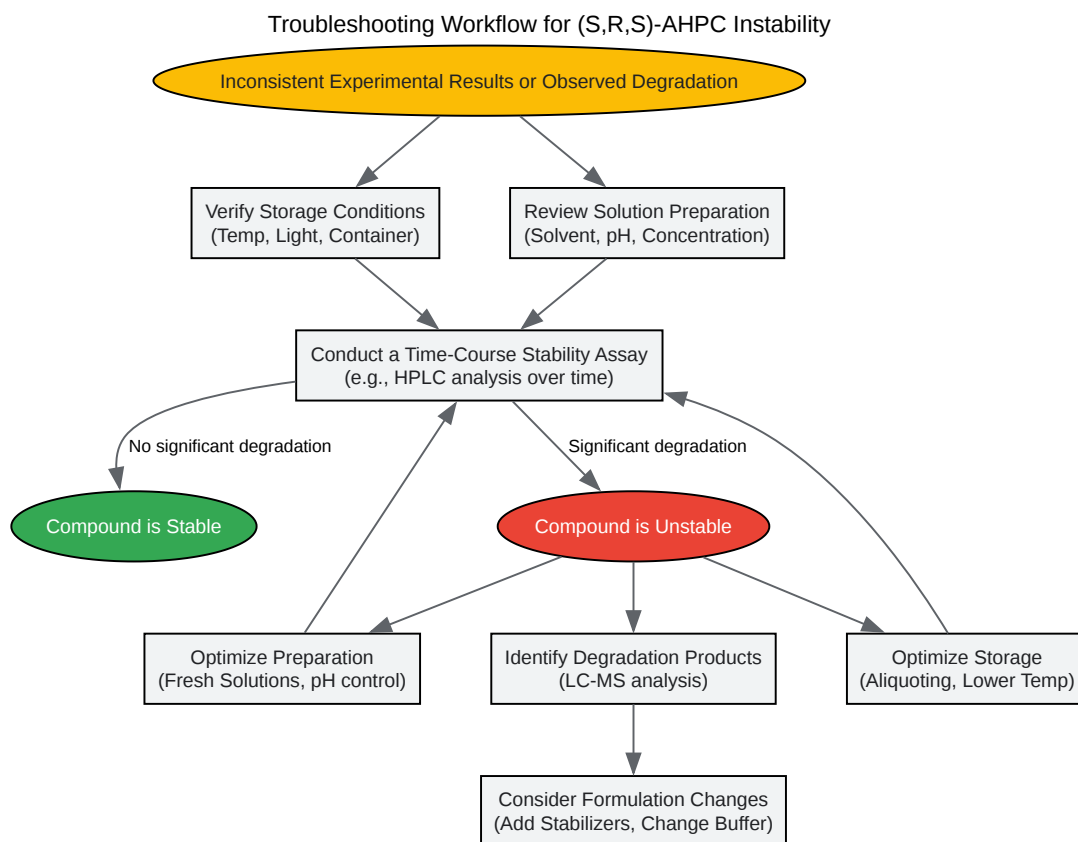 Troubleshooting Workflow for (S,R,S)-AHPC Instability
Inconsistent Experimental Results or Observed Degradation
Verify Storage Conditions
(Temp, Light, Container)
Review Solution Preparation
(Solvent, pH, Concentration)
Conduct a Time-Course Stability Assay
(e.g., HPLC analysis over time)
No significant degradation
Significant degradation
Compound is Stable
Compound is Unstable
Optimize Preparation
(Fresh Solutions, pH control)
Identify Degradation Products
(LC-MS analysis)
Optimize Storage
(Aliquoting, Lower Temp)
Consider Formulation Changes
(Add Stabilizers, Change Buffer)